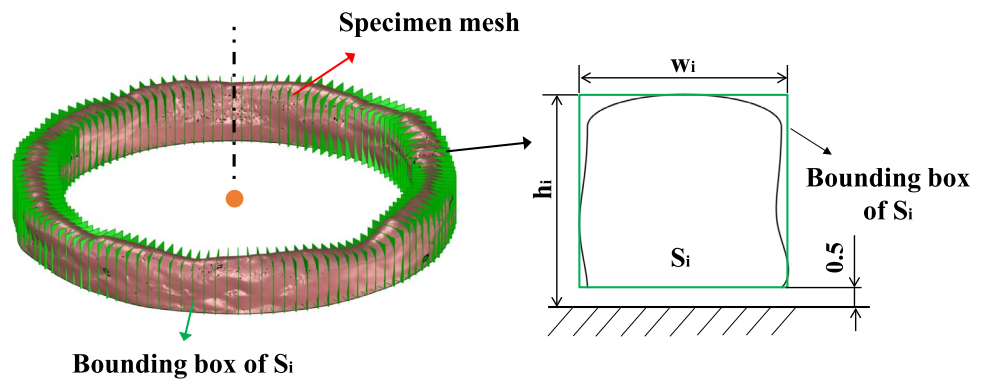 Specimen mesh
Bounding box of Si
wi
hi
Si
0.5
Bounding box
of Si